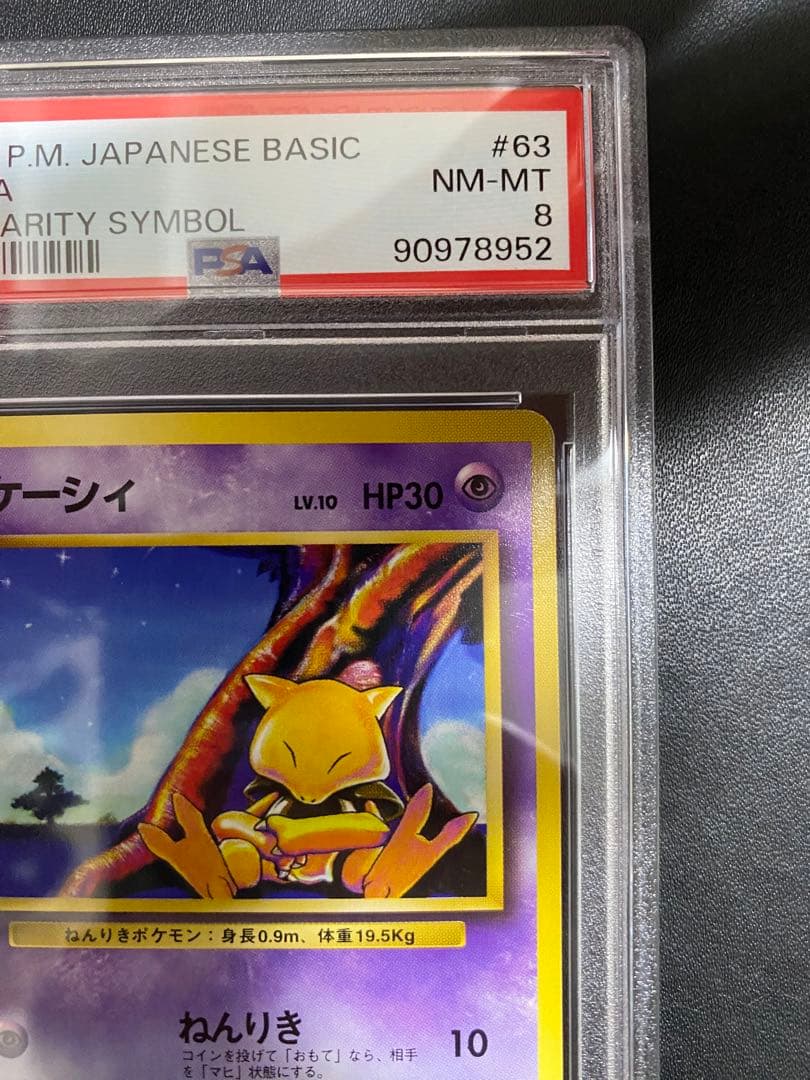 P.M. JAPANESE BASIC #63
A NM-MT
ARITY SYMBOL 8
PSA 90978952
ケーシィ LV.10 HP30
ねんりきポケモン：身長0.9m、体重19.5Kg
ねんりき 10
コインを投げて「おもて」なら、相手
を「マヒ」状態にする。